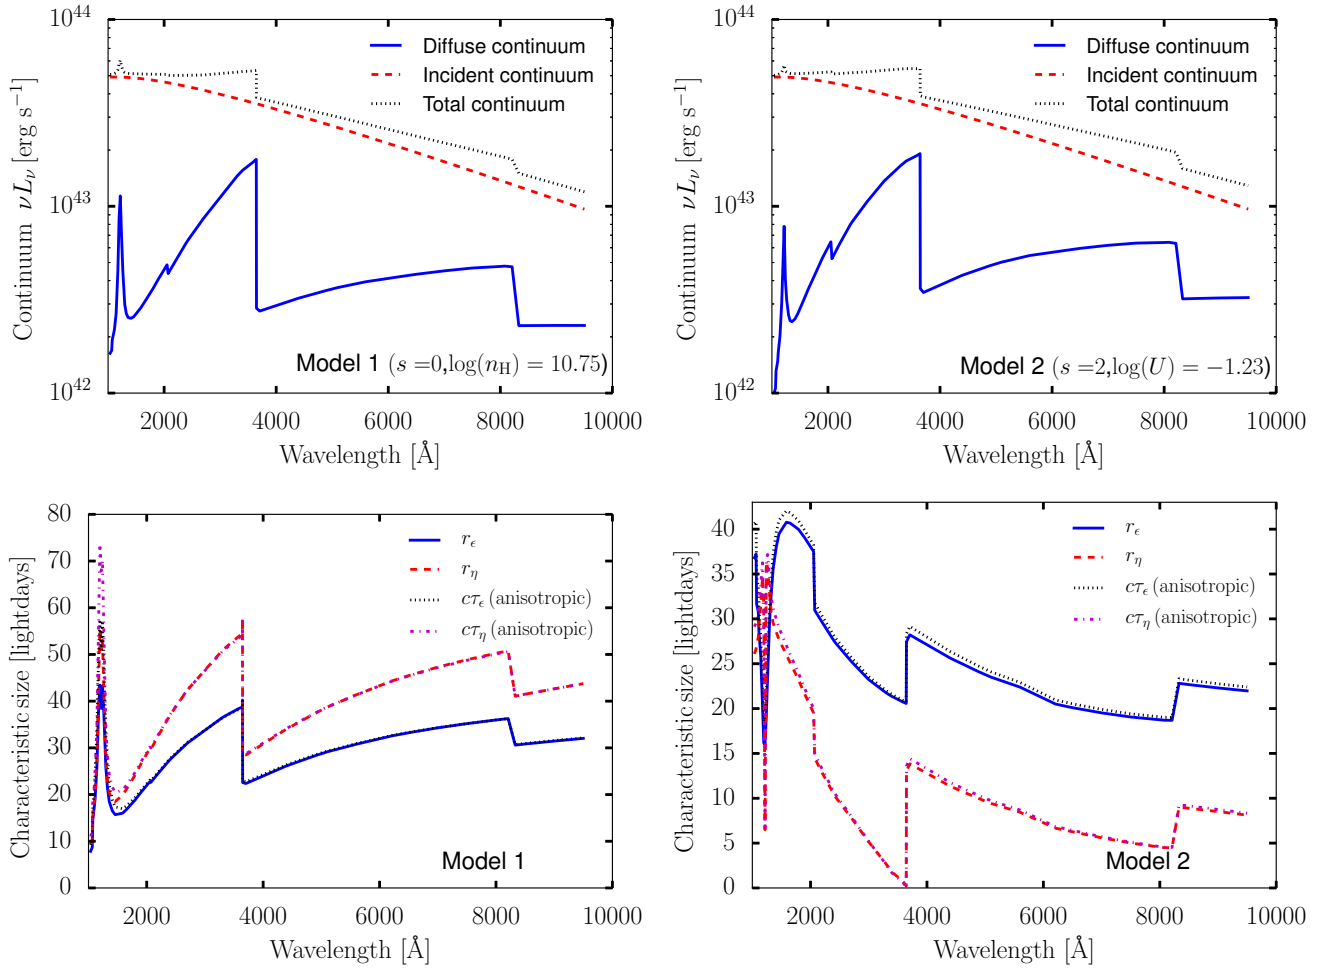 10^44
10^43
10^42
Continuum νL_ν [erg s^−1]
Diffuse continuum
Incident continuum
Total continuum
Model 1 (s=0,log(n_H) = 10.75)
2000 4000 6000 8000 10000
Wavelength [Å]
10^44
10^43
10^42
Continuum νL_ν [erg s^−1]
Diffuse continuum
Incident continuum
Total continuum
Model 2 (s=2,log(U) = −1.23)
2000 4000 6000 8000 10000
Wavelength [Å]
80
70
60
50
40
30
20
10
0
Characteristic size [lightdays]
r_ϵ
r_η
cτ_ϵ (anisotropic)
cτ_η (anisotropic)
Model 1
2000 4000 6000 8000 10000
Wavelength [Å]
40
35
30
25
20
15
10
5
0
Characteristic size [lightdays]
r_ϵ
r_η
cτ_ϵ (anisotropic)
cτ_η (anisotropic)
Model 2
2000 4000 6000 8000 10000
Wavelength [Å]